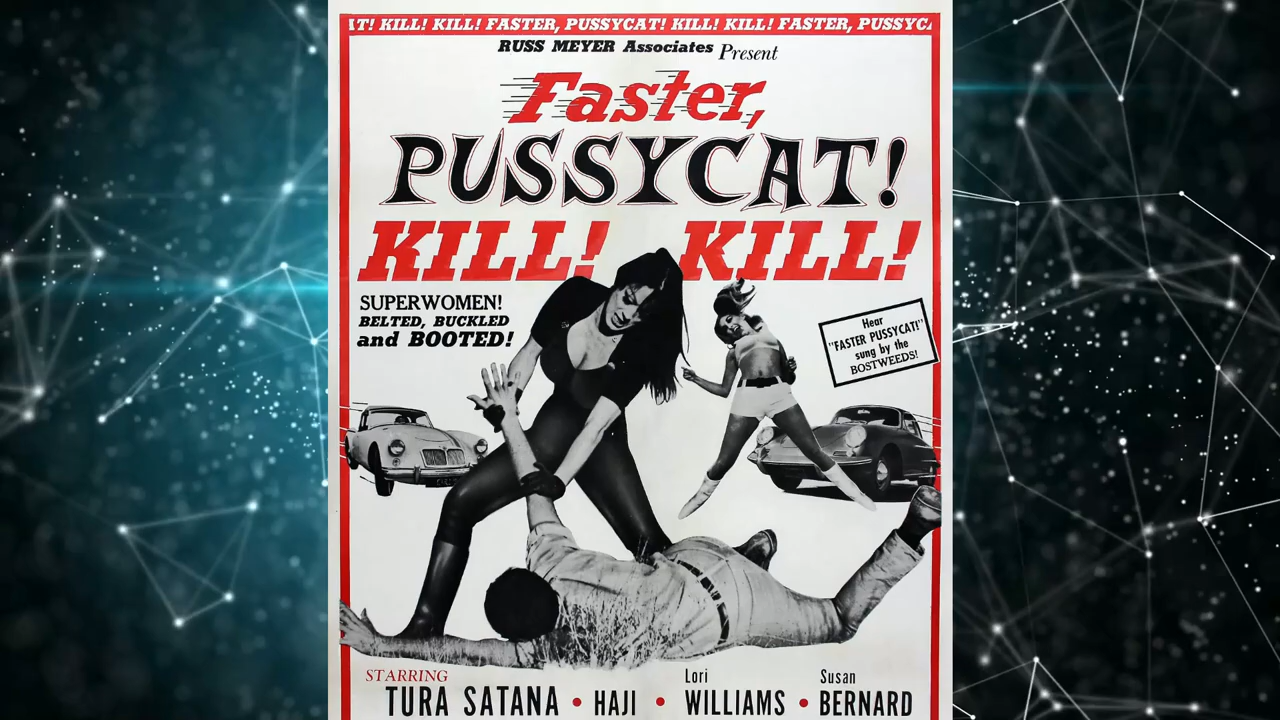 T! KILL! KILL! FASTER, PUSSYCAT! KILL! KILL! FASTER, PUSSYC
RUSS MEYER Associates Present
Faster,
PUSSYCAT!
KILL! KILL!
SUPERWOMEN!
BELTED, BUCKLED
and BOOTED!
Hear
"FASTER PUSSYCAT!"
sung by the
BOSTWEEDS!
STARRING
TURA SATANA • HAJI • Lori WILLIAMS • Susan BERNARD